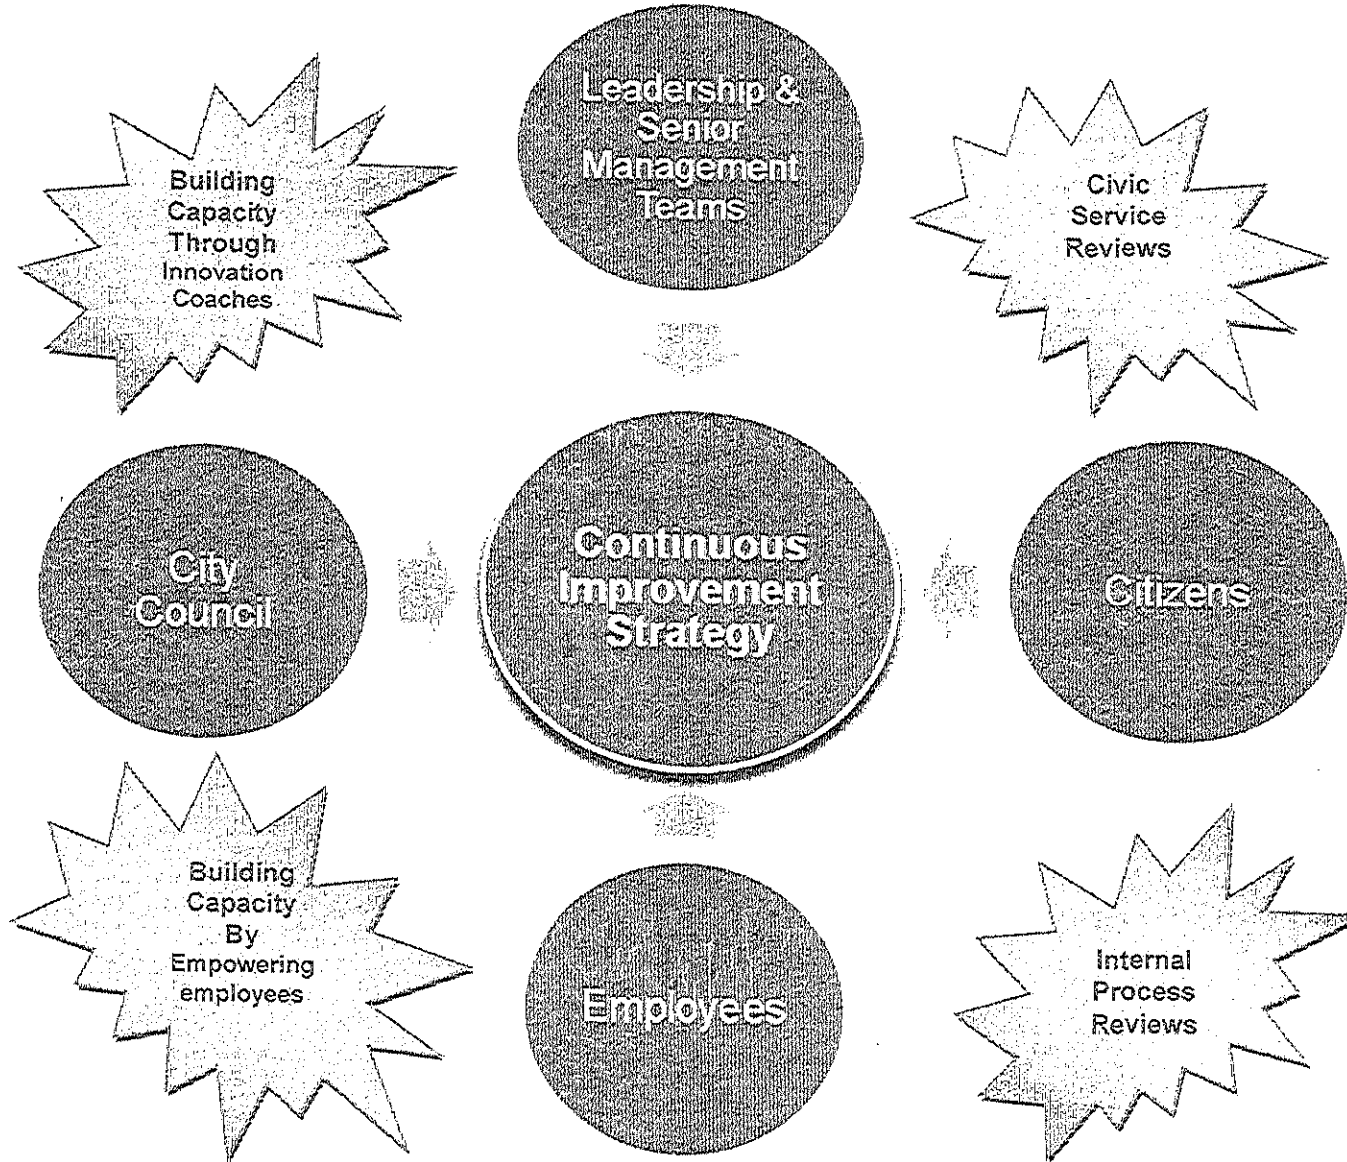 Leadership &
Senior
Management
Teams
Building
Capacity
Through
Innovation
Coaches
Civic
Service
Reviews
City
Council
Continuous
Improvement
Strategy
Citizens
Building
Capacity
By
Empowering
employees
Employees
Internal
Process
Reviews